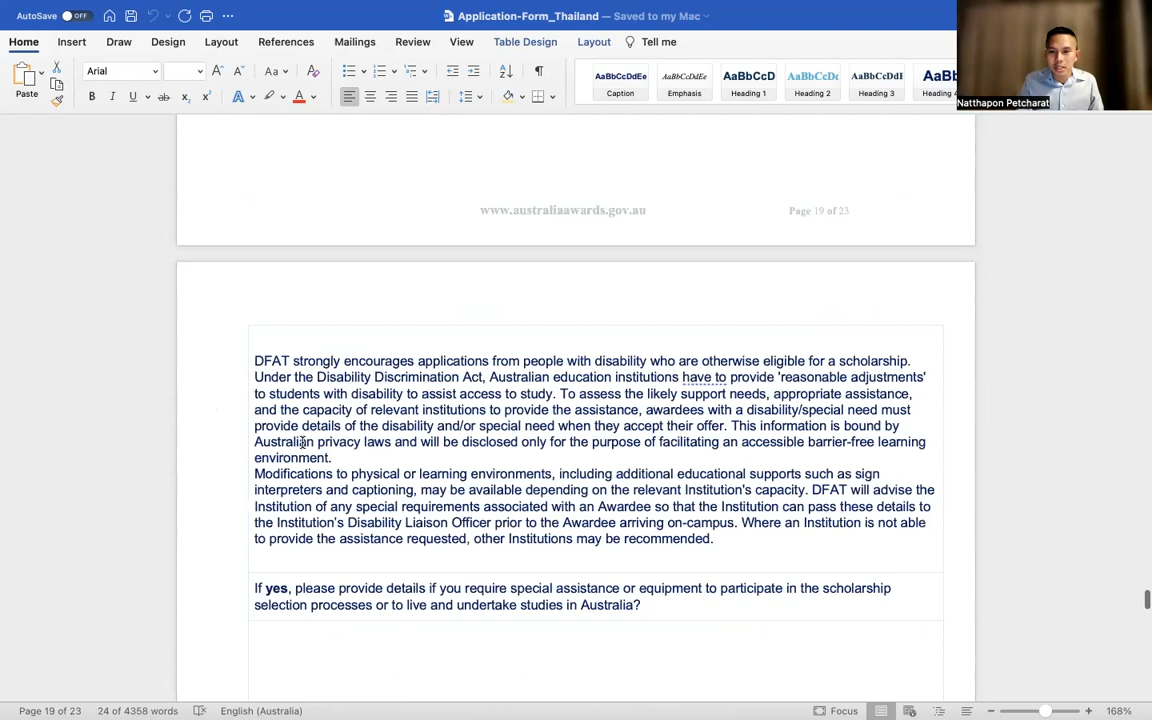 AutoSave OFF
Application-Form_Thailand — Saved to my Mac
Home Insert Draw Design Layout References Mailings Review View Table Design Layout Tell me
Paste
Arial
Aa
B I U ab x₂ x² A A
AaBbCcDdEe AaBbCcDdEe AaBbCcD AaBbCcDc AaBbCcDdE AaBb
Caption Emphasis Heading 1 Heading 2 Heading 3 Heading 4
Natthapon Petcharat
www.australiaawards.gov.au Page 19 of 23
DFAT strongly encourages applications from people with disability who are otherwise eligible for a scholarship.
Under the Disability Discrimination Act, Australian education institutions have to provide 'reasonable adjustments'
to students with disability to assist access to study. To assess the likely support needs, appropriate assistance,
and the capacity of relevant institutions to provide the assistance, awardees with a disability/special need must
provide details of the disability and/or special need when they accept their offer. This information is bound by
Australian privacy laws and will be disclosed only for the purpose of facilitating an accessible barrier-free learning
environment.
Modifications to physical or learning environments, including additional educational supports such as sign
interpreters and captioning, may be available depending on the relevant Institution's capacity. DFAT will advise the
Institution of any special requirements associated with an Awardee so that the Institution can pass these details to
the Institution's Disability Liaison Officer prior to the Awardee arriving on-campus. Where an Institution is not able
to provide the assistance requested, other Institutions may be recommended.
If yes, please provide details if you require special assistance or equipment to participate in the scholarship
selection processes or to live and undertake studies in Australia?
Page 19 of 23 24 of 4358 words English (Australia) Focus 168%